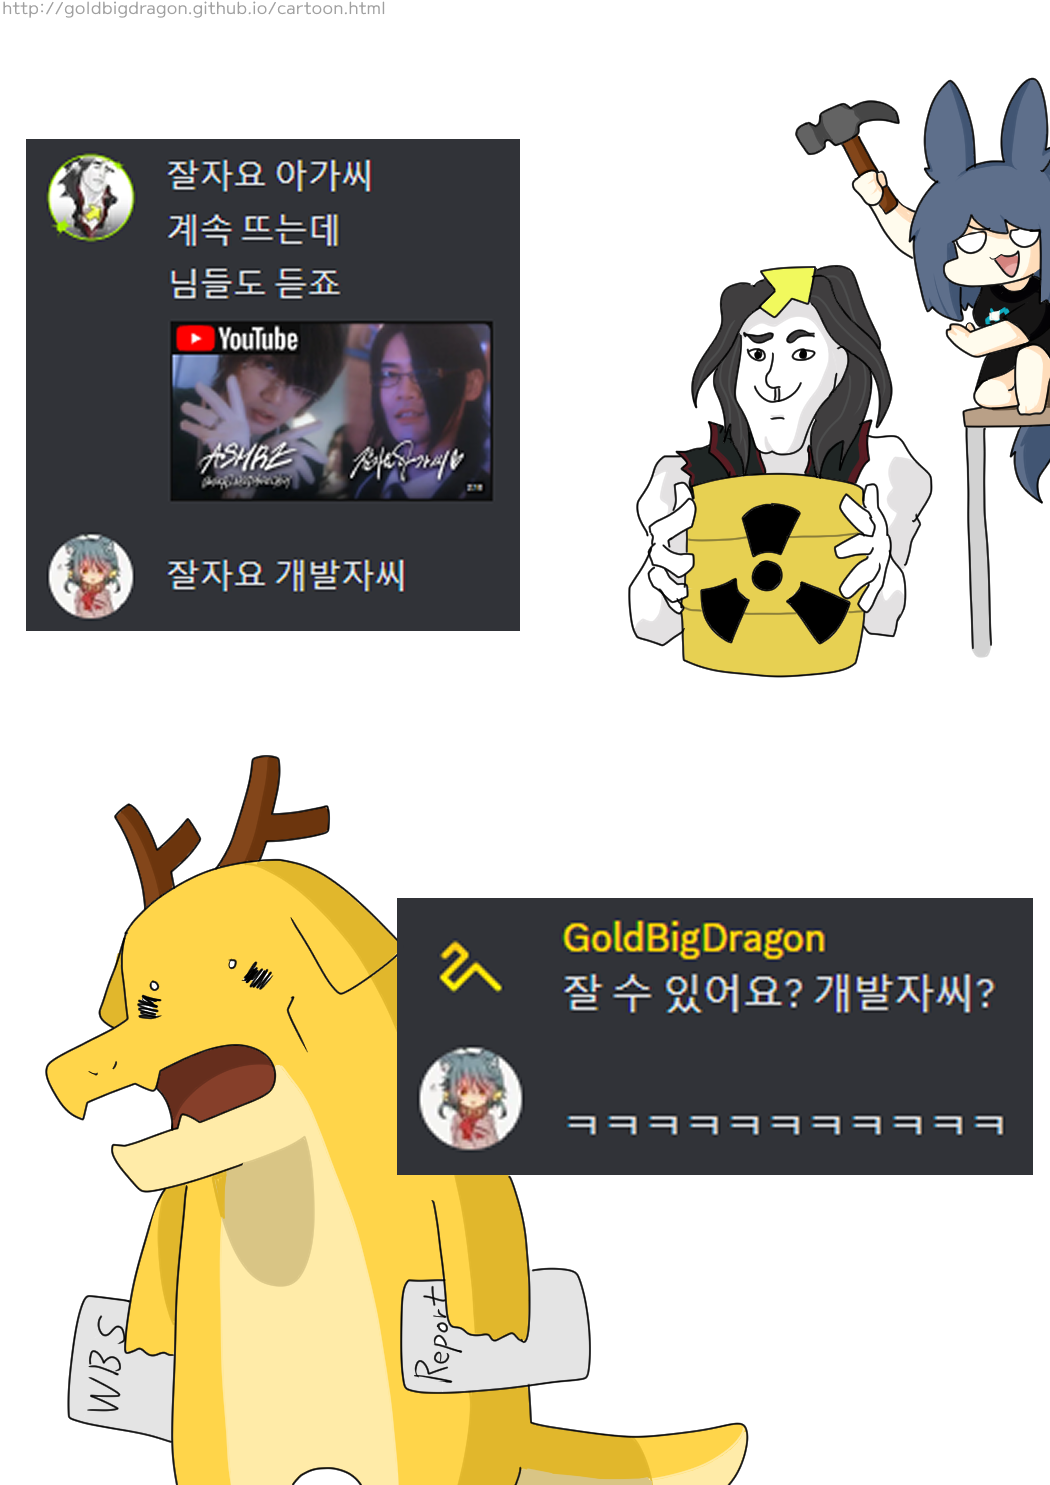 http://goldbigdragon.github.io/cartoon.html
잘자요 아가씨
계속 뜨는데
님들도 듣죠
YouTube
ASMRZ
잘자요 아가씨♥
잘자요 개발자씨
GoldBigDragon
잘 수 있어요? 개발자씨?
ㅋㅋㅋㅋㅋㅋㅋㅋㅋㅋㅋ
WBS
Report